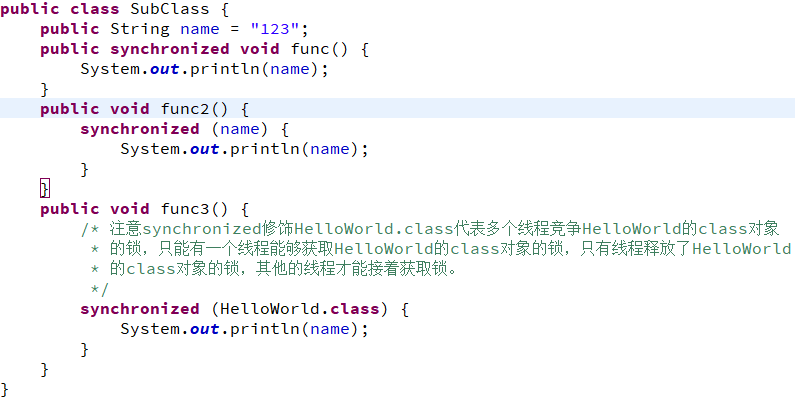 public class SubClass {
    public String name = "123";
    public synchronized void func() {
        System.out.println(name);
    }
    public void func2() {
        synchronized (name) {
            System.out.println(name);
        }
    }
    public void func3() {
        /* 注意synchronized修饰HelloWorld.class代表多个线程竞争HelloWorld的class对象
         * 的锁，只能有一个线程能够获取HelloWorld的class对象的锁，只有线程释放了HelloWorld
         * 的class对象的锁，其他的线程才能接着获取锁。
         */
        synchronized (HelloWorld.class) {
            System.out.println(name);
        }
    }
}